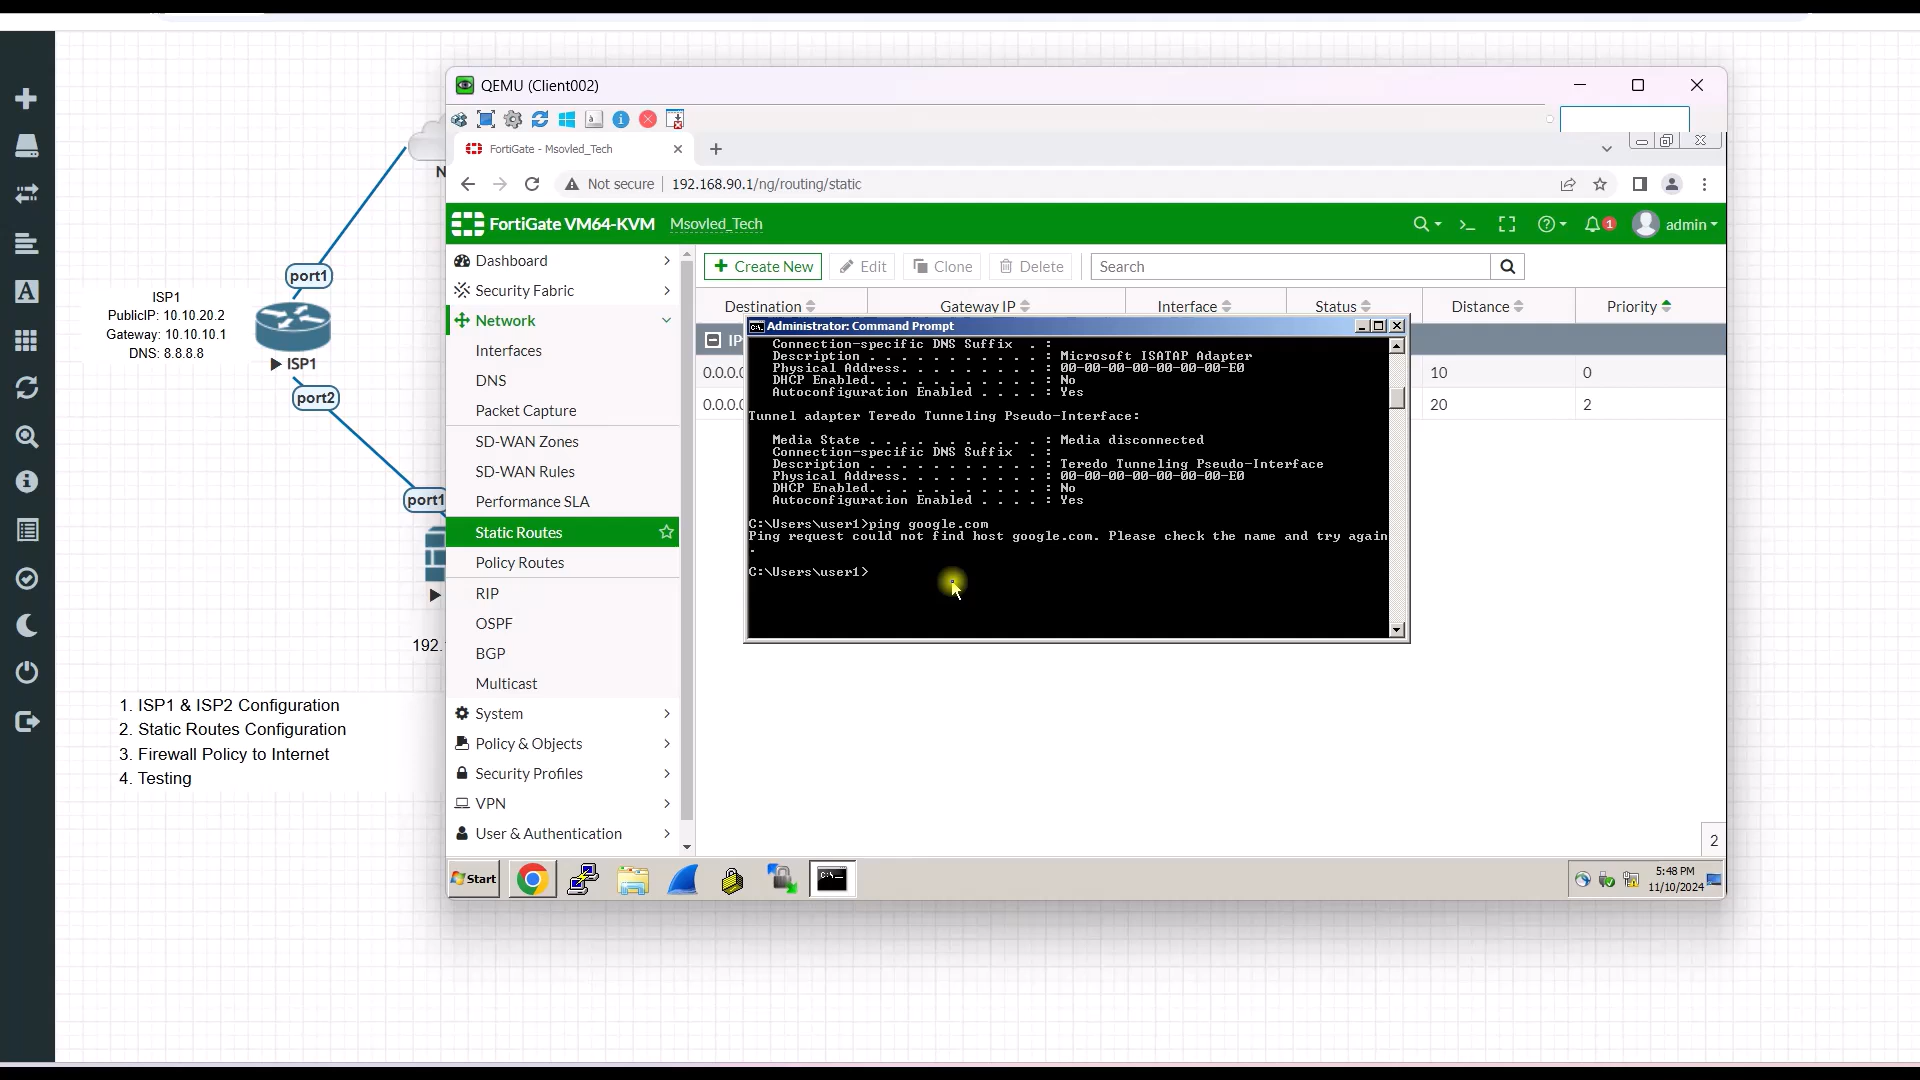 QEMU (Client002)
FortiGate - Msovled_Tech
Not secure
192.168.90.1/ng/routing/static
FortiGate VM64-KVM
Msovled_Tech
1
admin
Dashboard
Security Fabric
Network
Interfaces
DNS
Packet Capture
SD-WAN Zones
SD-WAN Rules
Performance SLA
Static Routes
Policy Routes
RIP
OSPF
BGP
Multicast
System
Policy & Objects
Security Profiles
VPN
User & Authentication
Create New
Edit
Clone
Delete
Search
Destination
Gateway IP
Interface
Status
Distance
Priority
10
0
20
2
Administrator: Command Prompt
Connection-specific DNS Suffix . :
Description . . . . . . . . . . . : Microsoft ISATAP Adapter
Physical Address. . . . . . . . . : 00-00-00-00-00-00-00-E0
DHCP Enabled. . . . . . . . . . . : No
Autoconfiguration Enabled . . . . : Yes
Tunnel adapter Teredo Tunneling Pseudo-Interface:
Media State . . . . . . . . . . . : Media disconnected
Connection-specific DNS Suffix . :
Description . . . . . . . . . . . : Teredo Tunneling Pseudo-Interface
Physical Address. . . . . . . . . : 00-00-00-00-00-00-00-E0
DHCP Enabled. . . . . . . . . . . : No
Autoconfiguration Enabled . . . . : Yes
C:\Users\user1>ping google.com
Ping request could not find host google.com. Please check the name and try again
.
C:\Users\user1>
2
Start
5:48 PM
11/10/2024
port1
ISP1
PublicIP: 10.10.20.2
Gateway: 10.10.10.1
DNS: 8.8.8.8
ISP1
port2
port1
1. ISP1 & ISP2 Configuration
2. Static Routes Configuration
3. Firewall Policy to Internet
4. Testing